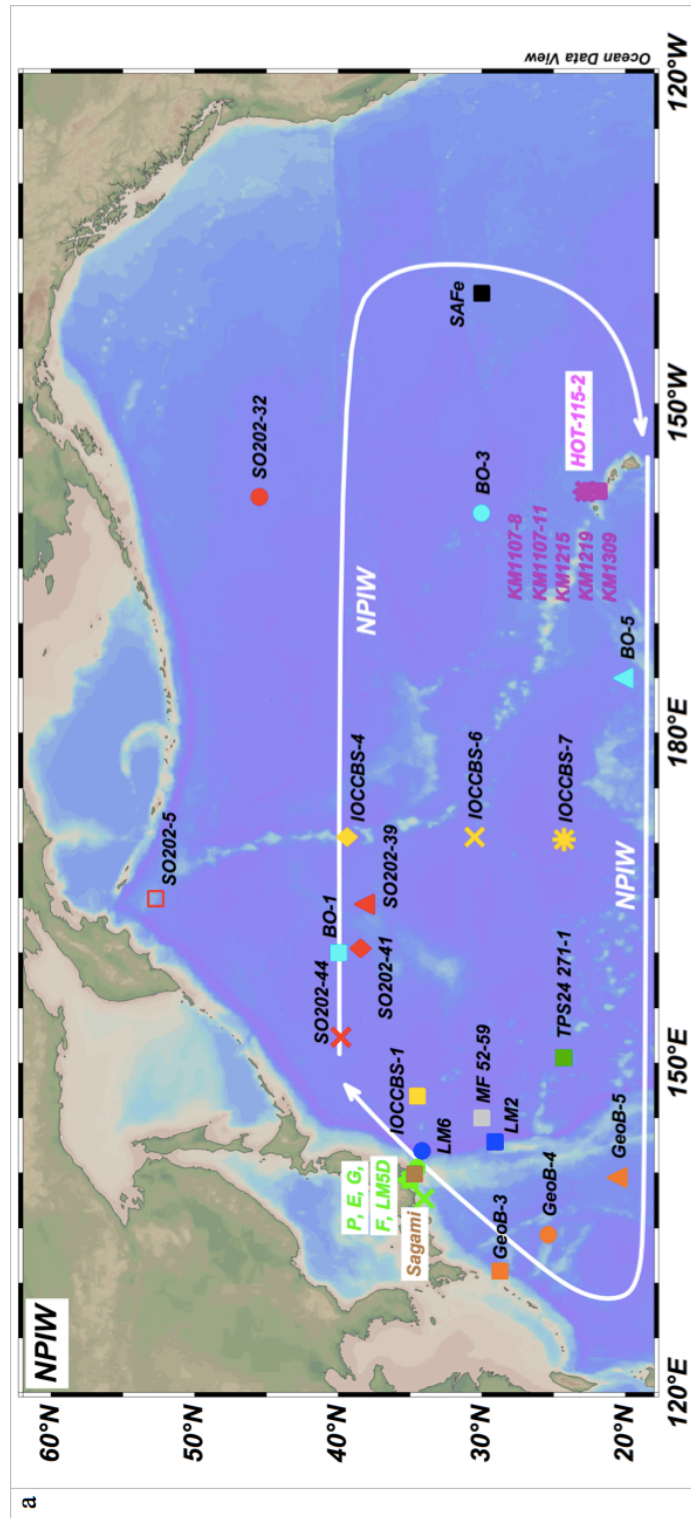 a
NPIW
60°N
50°N
40°N
30°N
20°N
120°E
150°E
180°E
150°W
120°W
Ocean Data View
SO202-5
SO202-32
SO202-44
BO-1
IOCCBS-4
SO202-39
SO202-41
NPIW
SAFe
BO-3
HOT-115-2
KM1107-8
KM1107-11
KM1215
KM1219
KM1309
IOCCBS-1
LM6
MF 52-59
LM2
IOCCBS-6
P, E, G,
F, LM5D
Sagami
GeoB-3
GeoB-4
GeoB-5
TPS24 271-1
IOCCBS-7
BO-5
NPIW